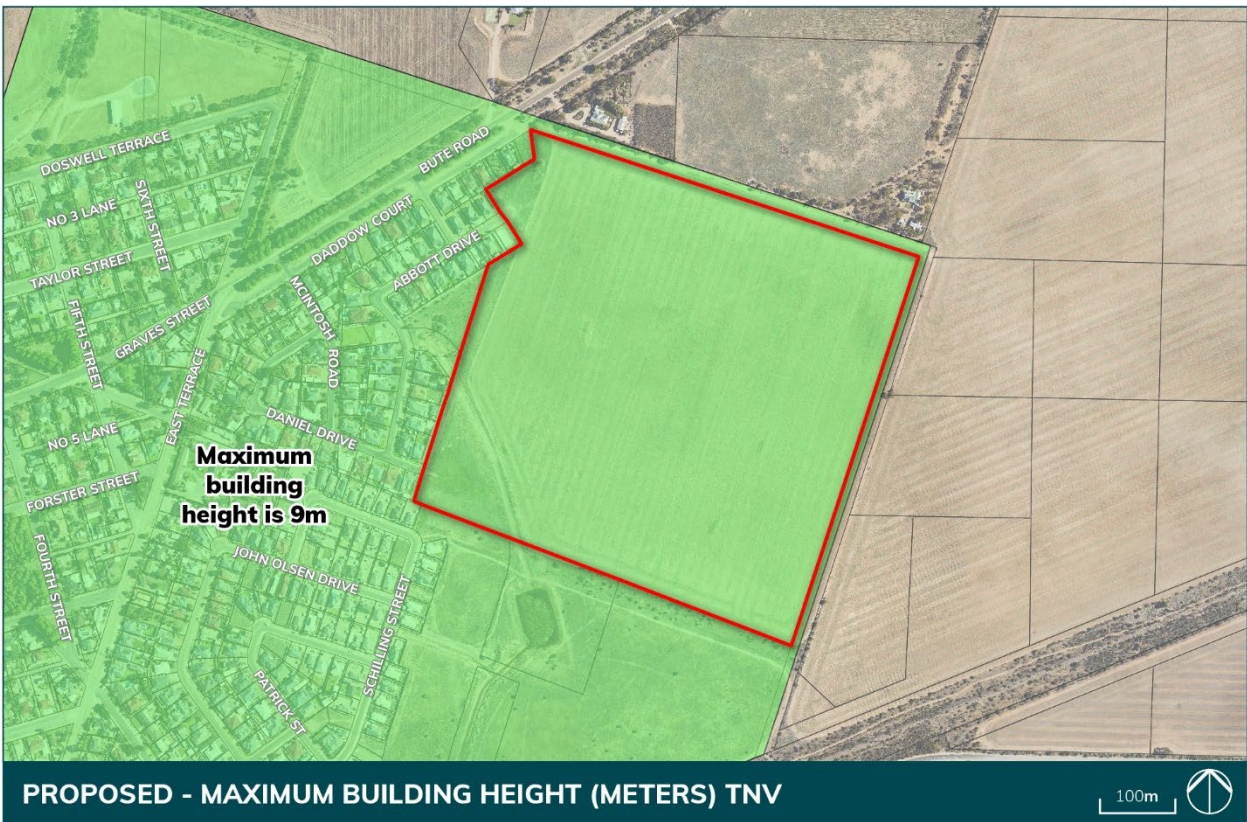 DOSWELL TERRACE
BUTE ROAD
SIXTH STREET
NO 3 LANE
DADDOW COURT
ABBOTT DRIVE
TAYLOR STREET
MCINTOSH ROAD
FIFTH STREET
GRAVES STREET
EAST TERRACE
DANIEL DRIVE
NO 5 LANE
Maximum
building
height is 9m
FORSTER STREET
FOURTH STREET
JOHN OLSEN DRIVE
SCHILLING STREET
PATRICK ST
PROPOSED - MAXIMUM BUILDING HEIGHT (METERS) TNV
100m